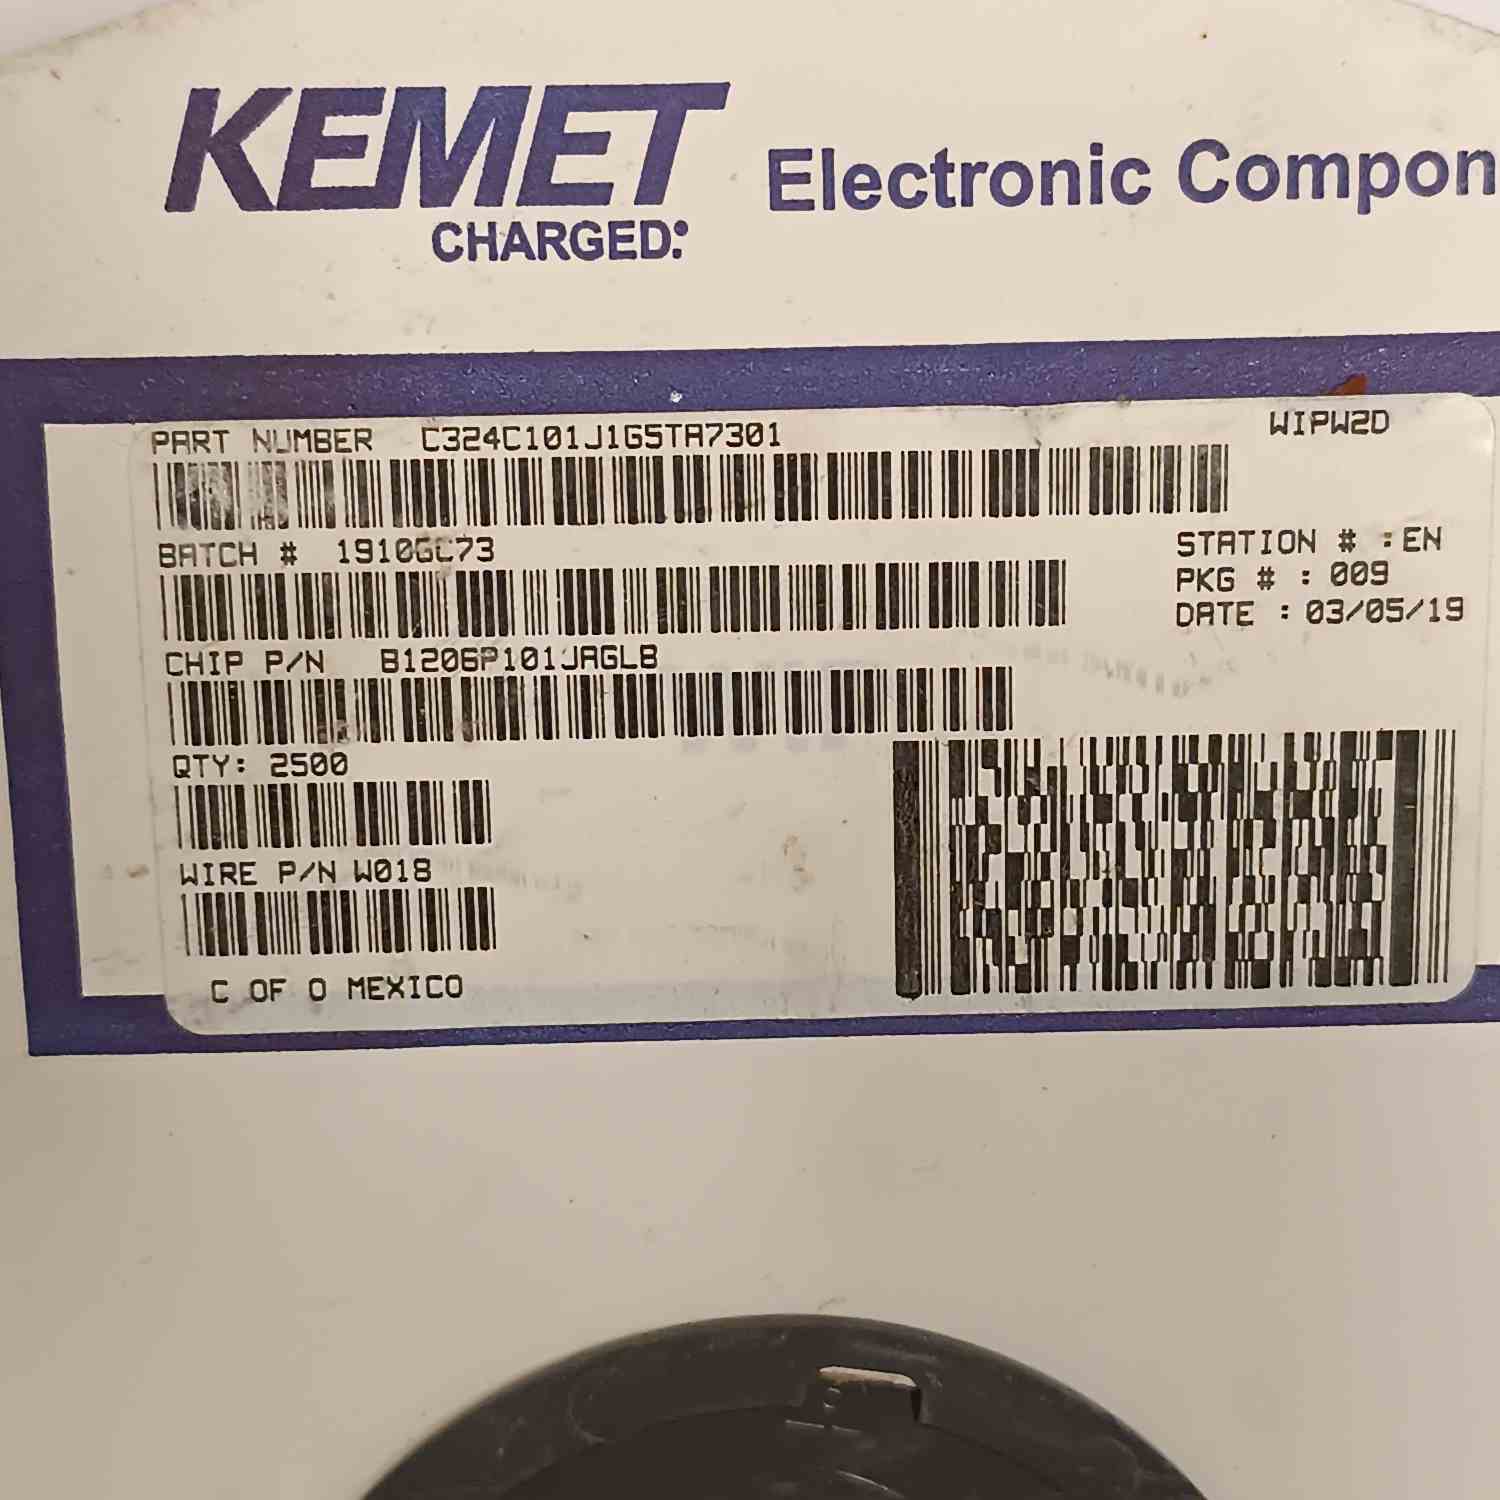 KEMET
CHARGED:
Electronic Compon
PART NUMBER C324C101J1G5TA7301
WIPW2D
BATCH # 1910GC73
STATION # : EN
PKG # : 009
DATE : 03/05/19
CHIP P/N B1206P101JAGL8
QTY: 2500
WIRE P/N W018
C OF O MEXICO